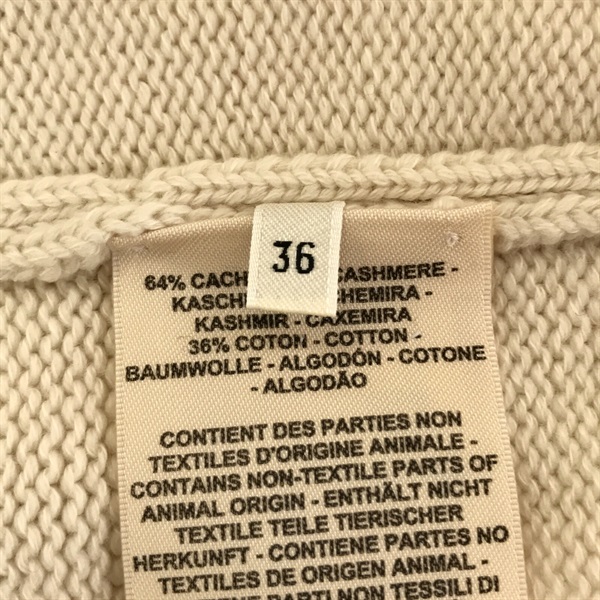 36
64% CACH CASHMERE -
KASCH CHEMIRA -
KASHMIR - CAXEMIRA
36% COTON - COTTON -
BAUMWOLLE - ALGODÓN - COTONE
- ALGODÃO
CONTIENT DES PARTIES NON
TEXTILES D'ORIGINE ANIMALE -
CONTAINS NON-TEXTILE PARTS OF
ANIMAL ORIGIN - ENTHÄLT NICHT
TEXTILE TEILE TIERISCHER
HERKUNFT - CONTIENE PARTES NO
TEXTILES DE ORIGEN ANIMAL -
PARTI NON TESSILI DI